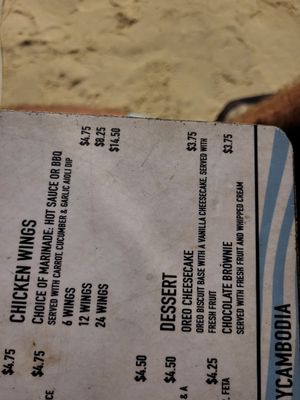 $4.75
$4.75
CE
$4.50
$4.50
& A
$4.25
FETA
CHICKEN WINGS
CHOICE OF MARINADE: HOT SAUCE OR BBQ
SERVED WITH CARROT, CUCUMBER & GARLIC AIOLI DIP
6 WINGS $4.75
12 WINGS $8.25
24 WINGS $14.50
DESSERT
OREO CHEESECAKE $3.75
OREO BISCUIT BASE WITH A VANILLA CHEESECAKE, SERVED WITH
FRESH FRUIT
CHOCOLATE BROWNIE $3.75
SERVED WITH FRESH FRUIT AND WHIPPED CREAM
YCAMBODIA